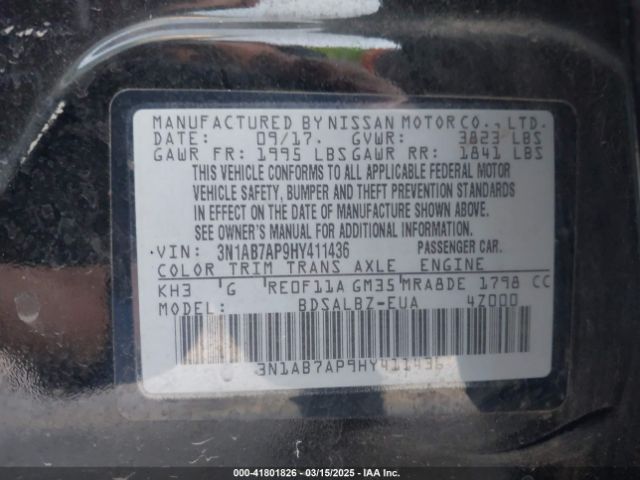 MANUFACTURED BY NISSAN MOTOR CO., LTD.
DATE: 09/17. GVWR: 3823 LBS
GAWR FR: 1995 LBS GAWR RR: 1841 LBS
THIS VEHICLE CONFORMS TO ALL APPLICABLE FEDERAL MOTOR
VEHICLE SAFETY, BUMPER AND THEFT PREVENTION STANDARDS
IN EFFECT ON THE DATE OF MANUFACTURE SHOWN ABOVE.
SEE OWNER'S MANUAL FOR ADDITIONAL INFORMATION.
VIN: 3N1AB7AP9HY411436 PASSENGER CAR.
COLOR TRIM TRANS AXLE ENGINE
KH3 G RE0F11A GM35 MRA8DE 1798 CC
MODEL: BDSALBZ-EUA 4Z000
3N1AB7AP9HY411436
000-41801826 - 03/15/2025 - IAA Inc.